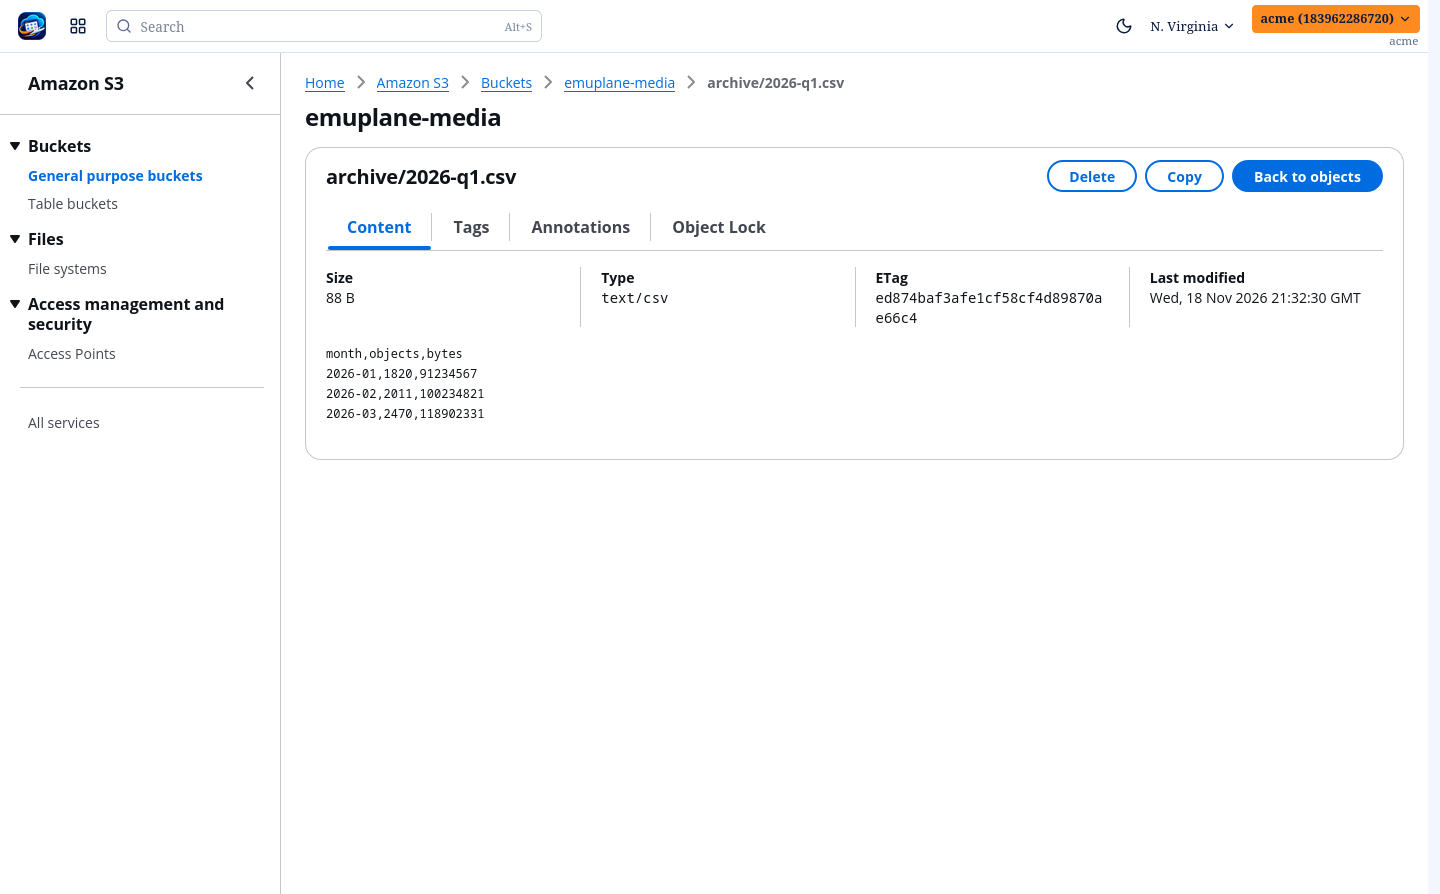 Search
Alt+S
N. Virginia
acme (183962286720)
acme
Amazon S3
Buckets
General purpose buckets
Table buckets
Files
File systems
Access management and
security
Access Points
All services
Home
Amazon S3
Buckets
emuplane-media
archive/2026-q1.csv
emuplane-media
archive/2026-q1.csv
Delete
Copy
Back to objects
Content
Tags
Annotations
Object Lock
Size
88 B
Type
text/csv
ETag
ed874baf3afe1cf58cf4d89870a
e66c4
Last modified
Wed, 18 Nov 2026 21:32:30 GMT
month,objects,bytes
2026-01,1820,91234567
2026-02,2011,100234821
2026-03,2470,118902331